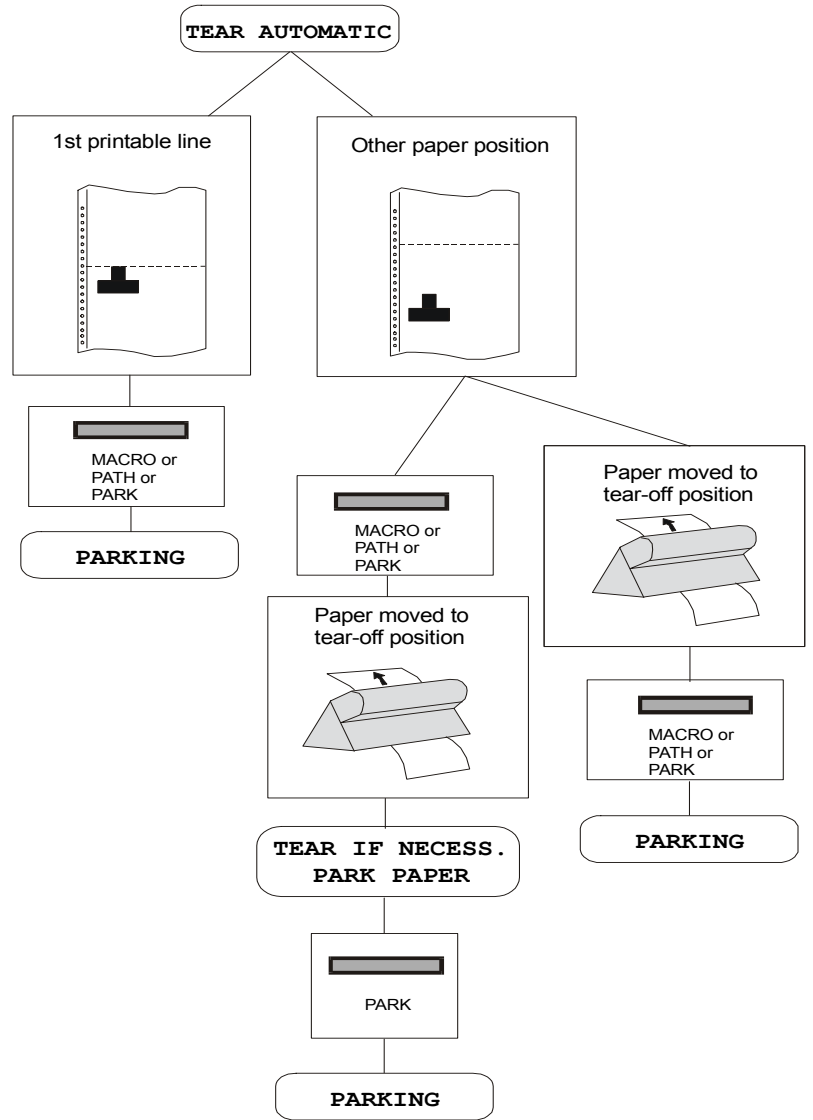 TEAR AUTOMATIC
1st printable line
Other paper position
MACRO or
PATH or
PARK
PARKING
MACRO or
PATH or
PARK
Paper moved to
tear-off position
Paper moved to
tear-off position
MACRO or
PATH or
PARK
TEAR IF NECESS.
PARK PAPER
PARKING
PARK
PARKING